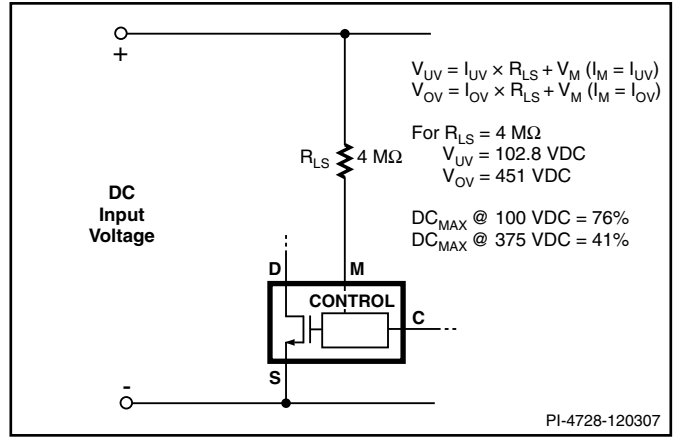 +
V_UV = I_UV × R_LS + V_M (I_M = I_UV)
V_OV = I_OV × R_LS + V_M (I_M = I_OV)
For R_LS = 4 MΩ
V_UV = 102.8 VDC
V_OV = 451 VDC
DC_MAX @ 100 VDC = 76%
DC_MAX @ 375 VDC = 41%
R_LS 4 MΩ
DC
Input
Voltage
D
M
CONTROL
C
S
-
PI-4728-120307